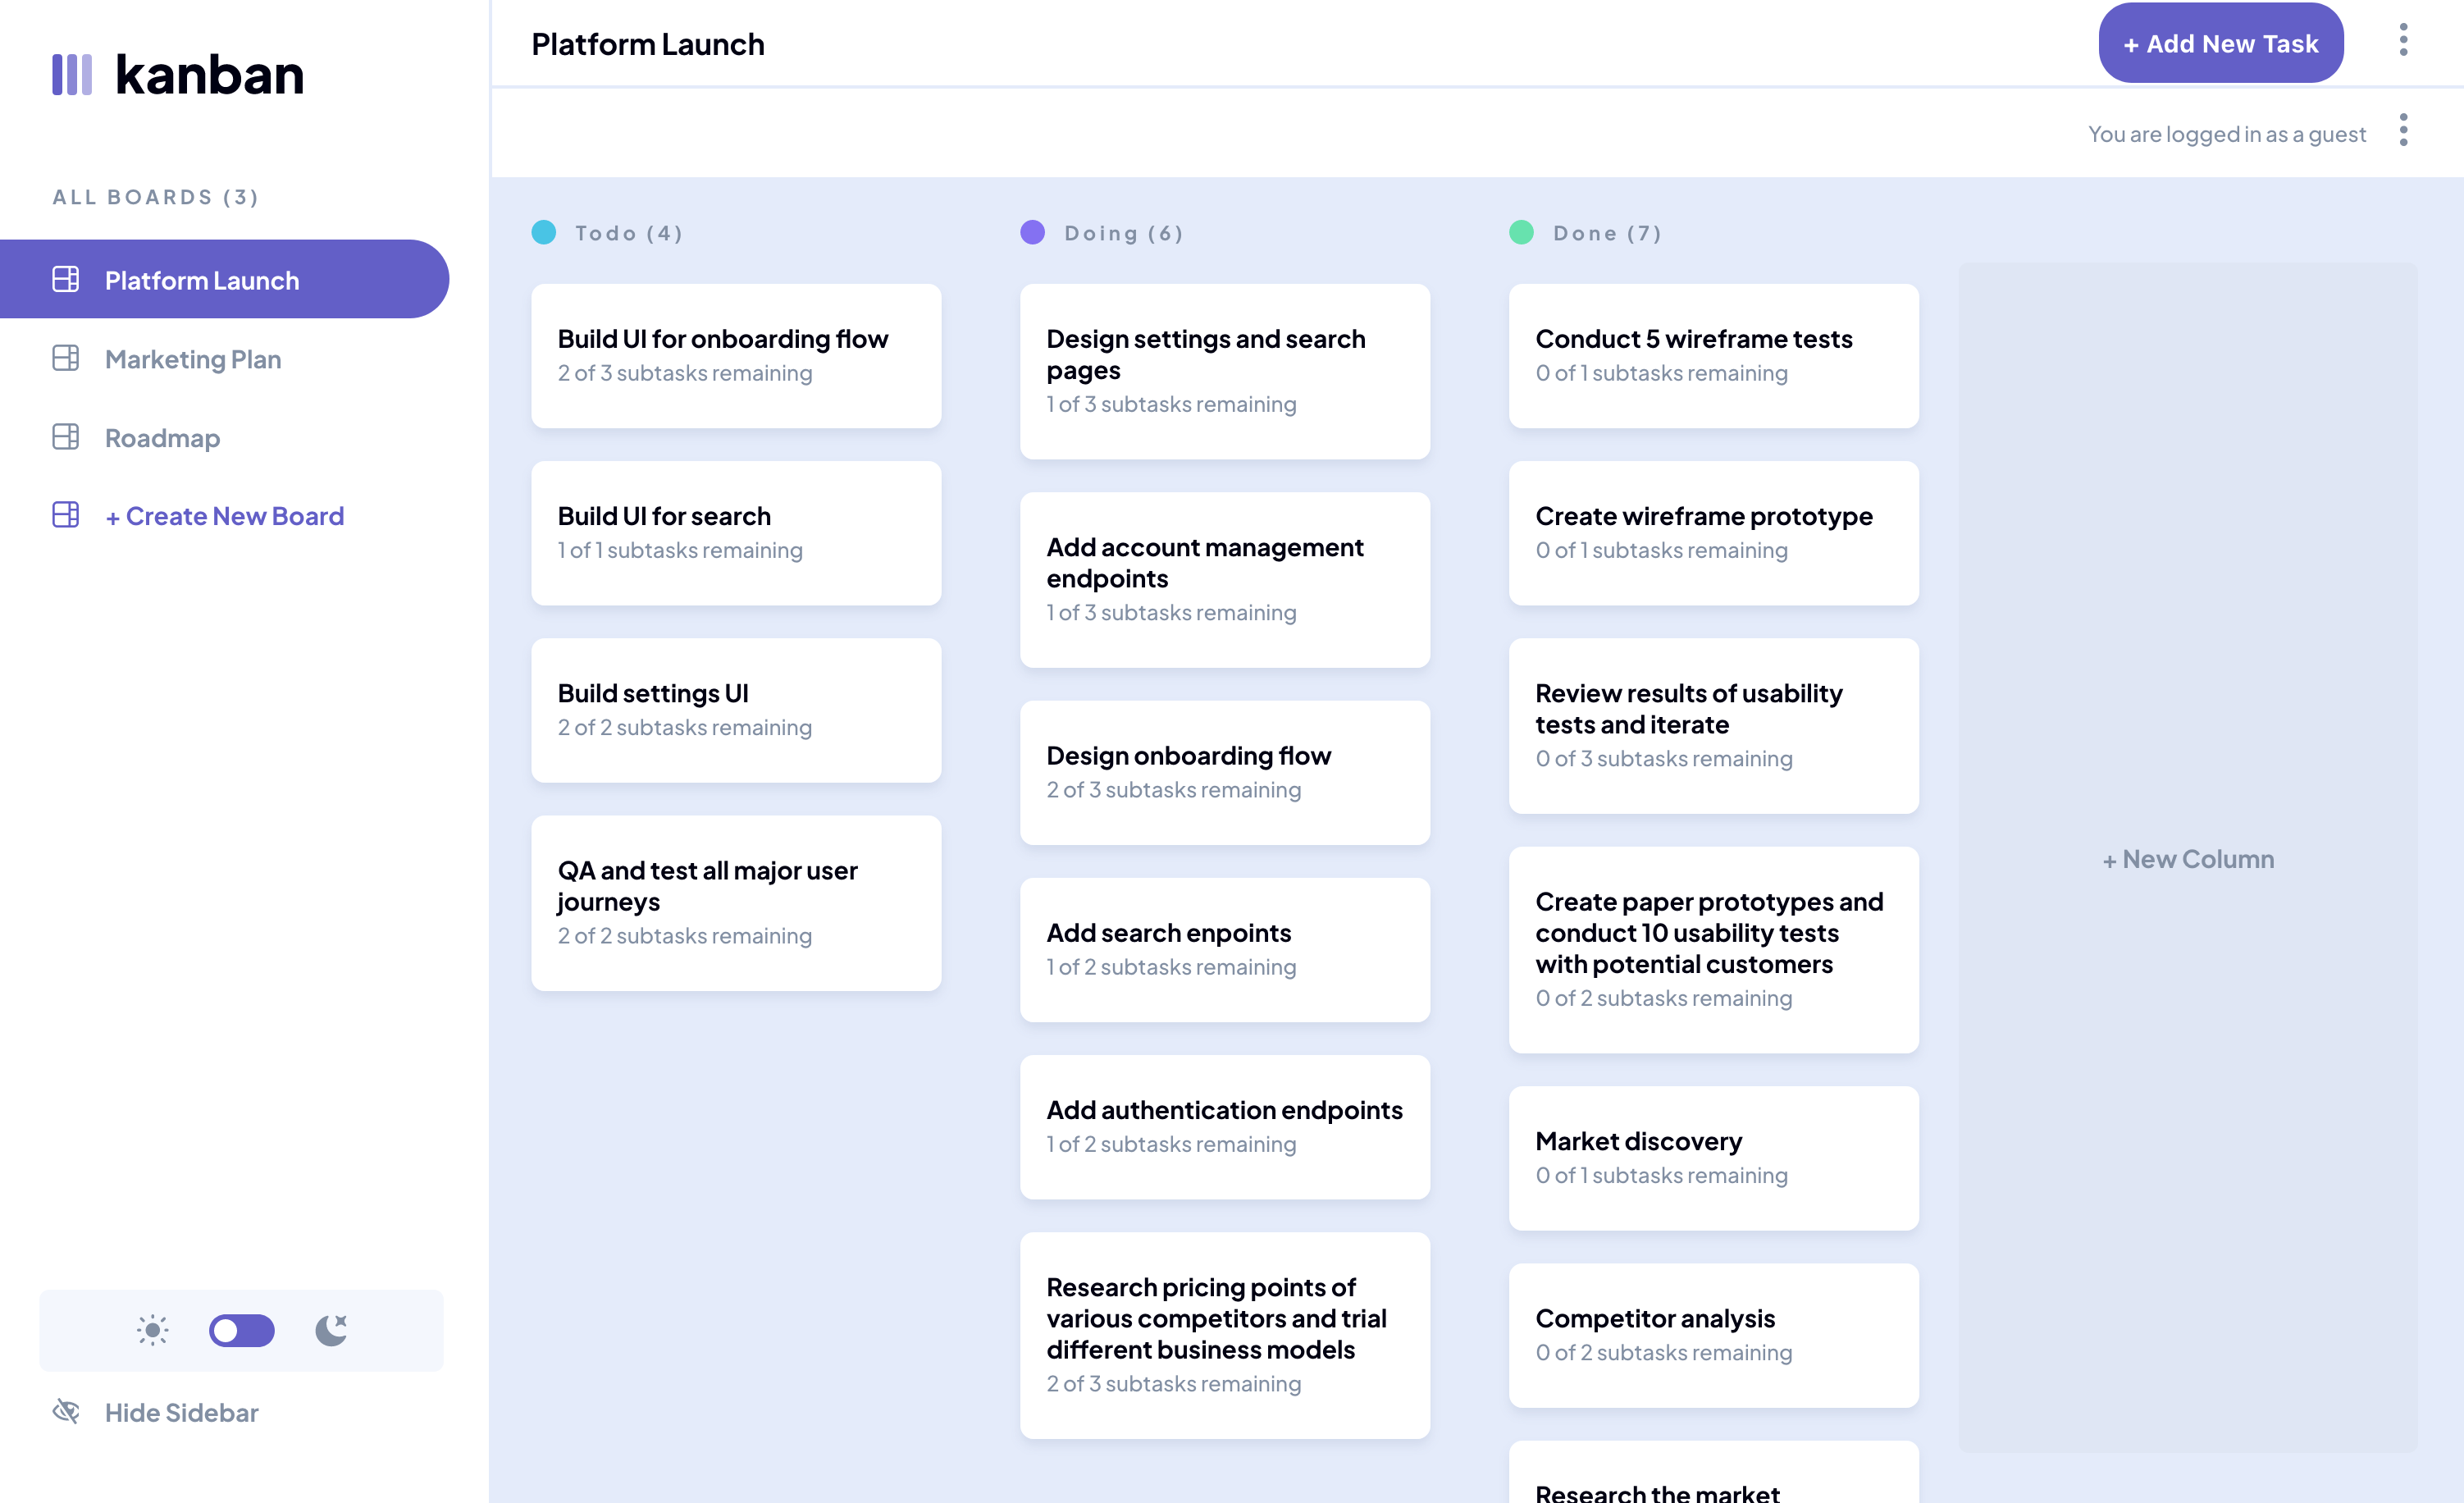 kanban
ALL BOARDS (3)
Platform Launch
Marketing Plan
Roadmap
+ Create New Board
Hide Sidebar
Platform Launch
+ Add New Task
You are logged in as a guest
Todo (4)
Build UI for onboarding flow
2 of 3 subtasks remaining
Build UI for search
1 of 1 subtasks remaining
Build settings UI
2 of 2 subtasks remaining
QA and test all major user
journeys
2 of 2 subtasks remaining
Doing (6)
Design settings and search
pages
1 of 3 subtasks remaining
Add account management
endpoints
1 of 3 subtasks remaining
Design onboarding flow
2 of 3 subtasks remaining
Add search enpoints
1 of 2 subtasks remaining
Add authentication endpoints
1 of 2 subtasks remaining
Research pricing points of
various competitors and trial
different business models
2 of 3 subtasks remaining
Done (7)
Conduct 5 wireframe tests
0 of 1 subtasks remaining
Create wireframe prototype
0 of 1 subtasks remaining
Review results of usability
tests and iterate
0 of 3 subtasks remaining
Create paper prototypes and
conduct 10 usability tests
with potential customers
0 of 2 subtasks remaining
Market discovery
0 of 1 subtasks remaining
Competitor analysis
0 of 2 subtasks remaining
Research the market
+ New Column